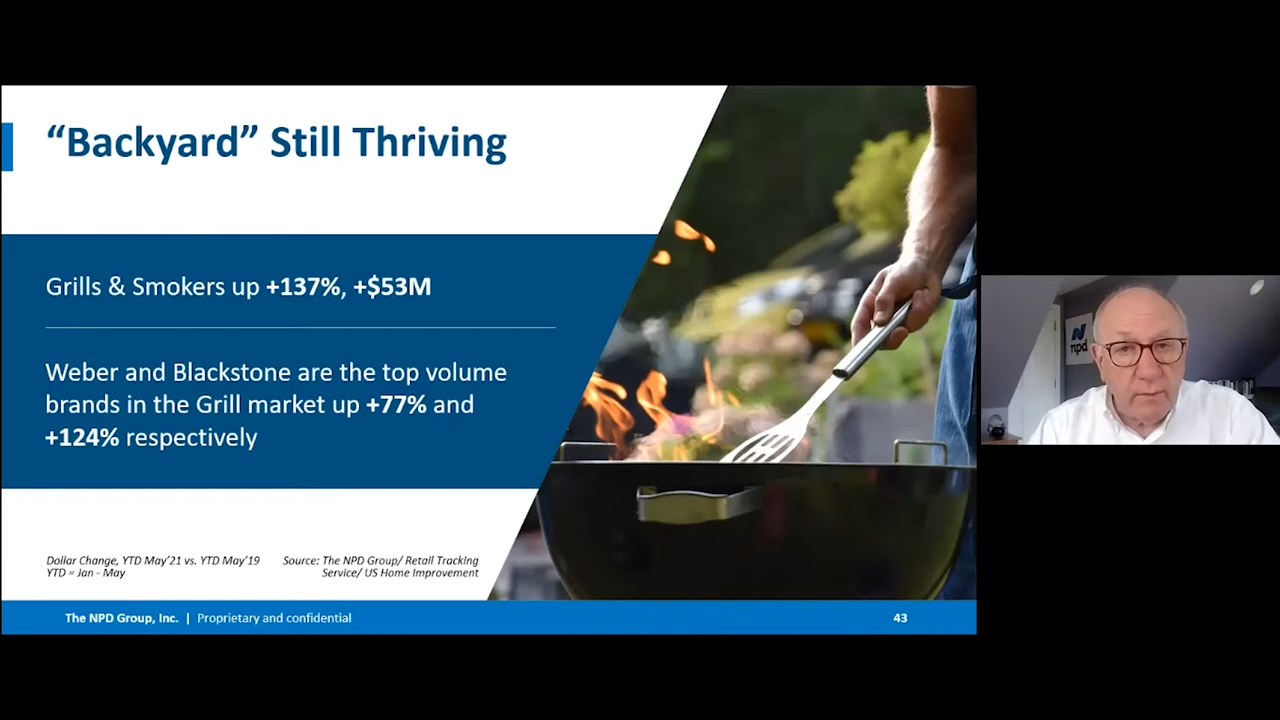 “Backyard” Still Thriving
Grills & Smokers up +137%, +$53M
Weber and Blackstone are the top volume
brands in the Grill market up +77% and
+124% respectively
Dollar Change, YTD May’21 vs. YTD May’19
YTD = Jan - May
Source: The NPD Group/ Retail Tracking
Service/ US Home Improvement
The NPD Group, Inc. | Proprietary and confidential
43
npd